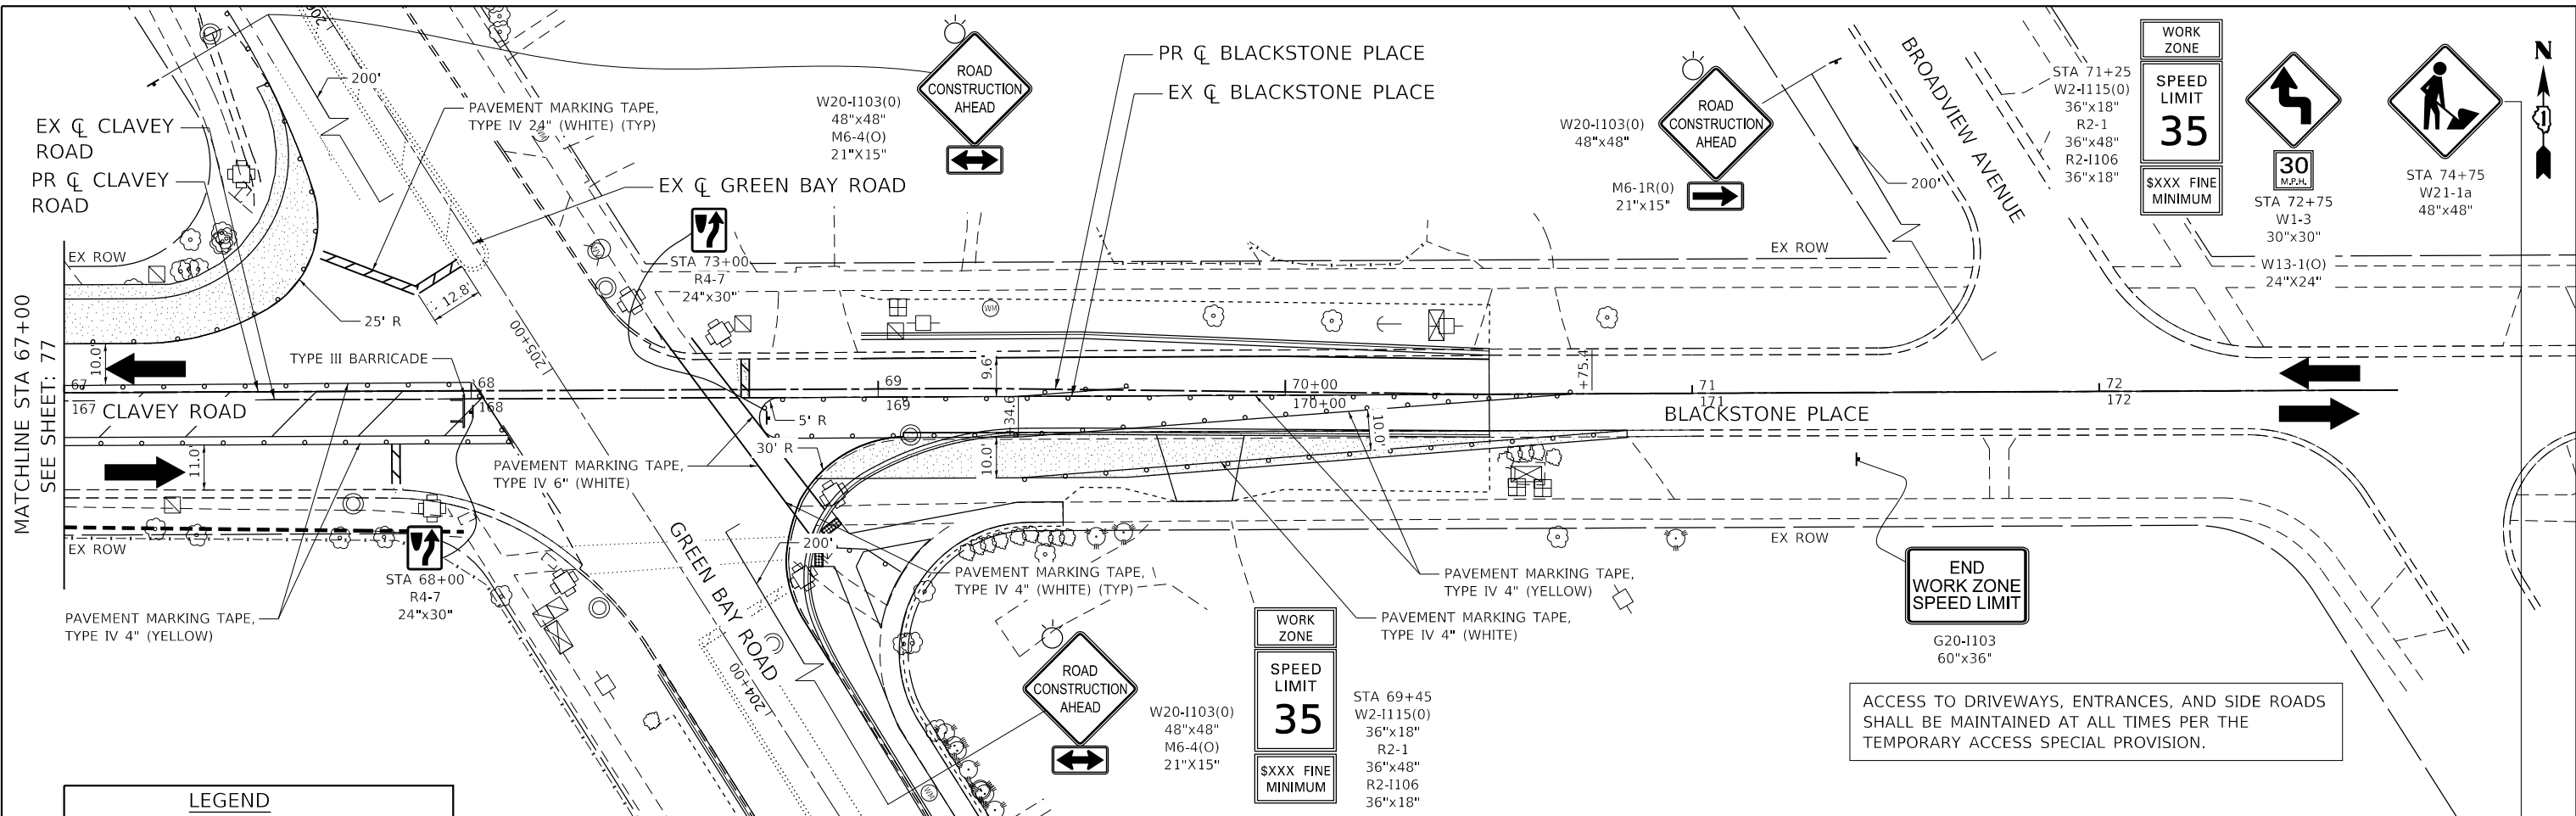 MATCHLINE STA 67+00
SEE SHEET: 77
EX ℄ CLAVEY
ROAD
PR ℄ CLAVEY
ROAD
EX ROW
200'
PAVEMENT MARKING TAPE,
TYPE IV 24" (WHITE) (TYP)
WM
EX ℄ GREEN BAY ROAD
12.8'
25' R
205+00
TYPE III BARRICADE
10.0'
67
167
CLAVEY ROAD
68
168
11.0'
EX ROW
PAVEMENT MARKING TAPE,
TYPE IV 4" (YELLOW)
STA 68+00
R4-7
24"x30"
W20-I103(0)
48"x48"
M6-4(O)
21"X15"
ROAD
CONSTRUCTION
AHEAD
PR ℄ BLACKSTONE PLACE
EX ℄ BLACKSTONE PLACE
STA 73+00
R4-7
24"x30"
WM
WM
9.6'
69
169
+34.6
5' R
30' R
10.0'
PAVEMENT MARKING TAPE,
TYPE IV 6" (WHITE)
70+00
170+00
10.0'
+75.4
71
171
BLACKSTONE PLACE
72
172
GREEN BAY ROAD
204+00
200'
PAVEMENT MARKING TAPE,
TYPE IV 4" (WHITE) (TYP)
PAVEMENT MARKING TAPE,
TYPE IV 4" (YELLOW)
PAVEMENT MARKING TAPE,
TYPE IV 4" (WHITE)
ROAD
CONSTRUCTION
AHEAD
W20-I103(0)
48"x48"
M6-4(O)
21"X15"
WM
WORK
ZONE
SPEED
LIMIT
35
$XXX FINE
MINIMUM
STA 69+45
W2-I115(0)
36"x18"
R2-1
36"x48"
R2-I106
36"x18"
W20-I103(0)
48"x48"
ROAD
CONSTRUCTION
AHEAD
M6-1R(0)
21"x15"
200'
EX ROW
BROADVIEW AVENUE
STA 71+25
W2-I115(0)
36"x18"
R2-1
36"x48"
R2-I106
36"x18"
WORK
ZONE
SPEED
LIMIT
35
$XXX FINE
MINIMUM
30
M.P.H.
STA 72+75
W1-3
30"x30"
W13-1(O)
24"X24"
STA 74+75
W21-1a
48"x48"
N
EX ROW
END
WORK ZONE
SPEED LIMIT
G20-I103
60"x36"
ACCESS TO DRIVEWAYS, ENTRANCES, AND SIDE ROADS
SHALL BE MAINTAINED AT ALL TIMES PER THE
TEMPORARY ACCESS SPECIAL PROVISION.
LEGEND